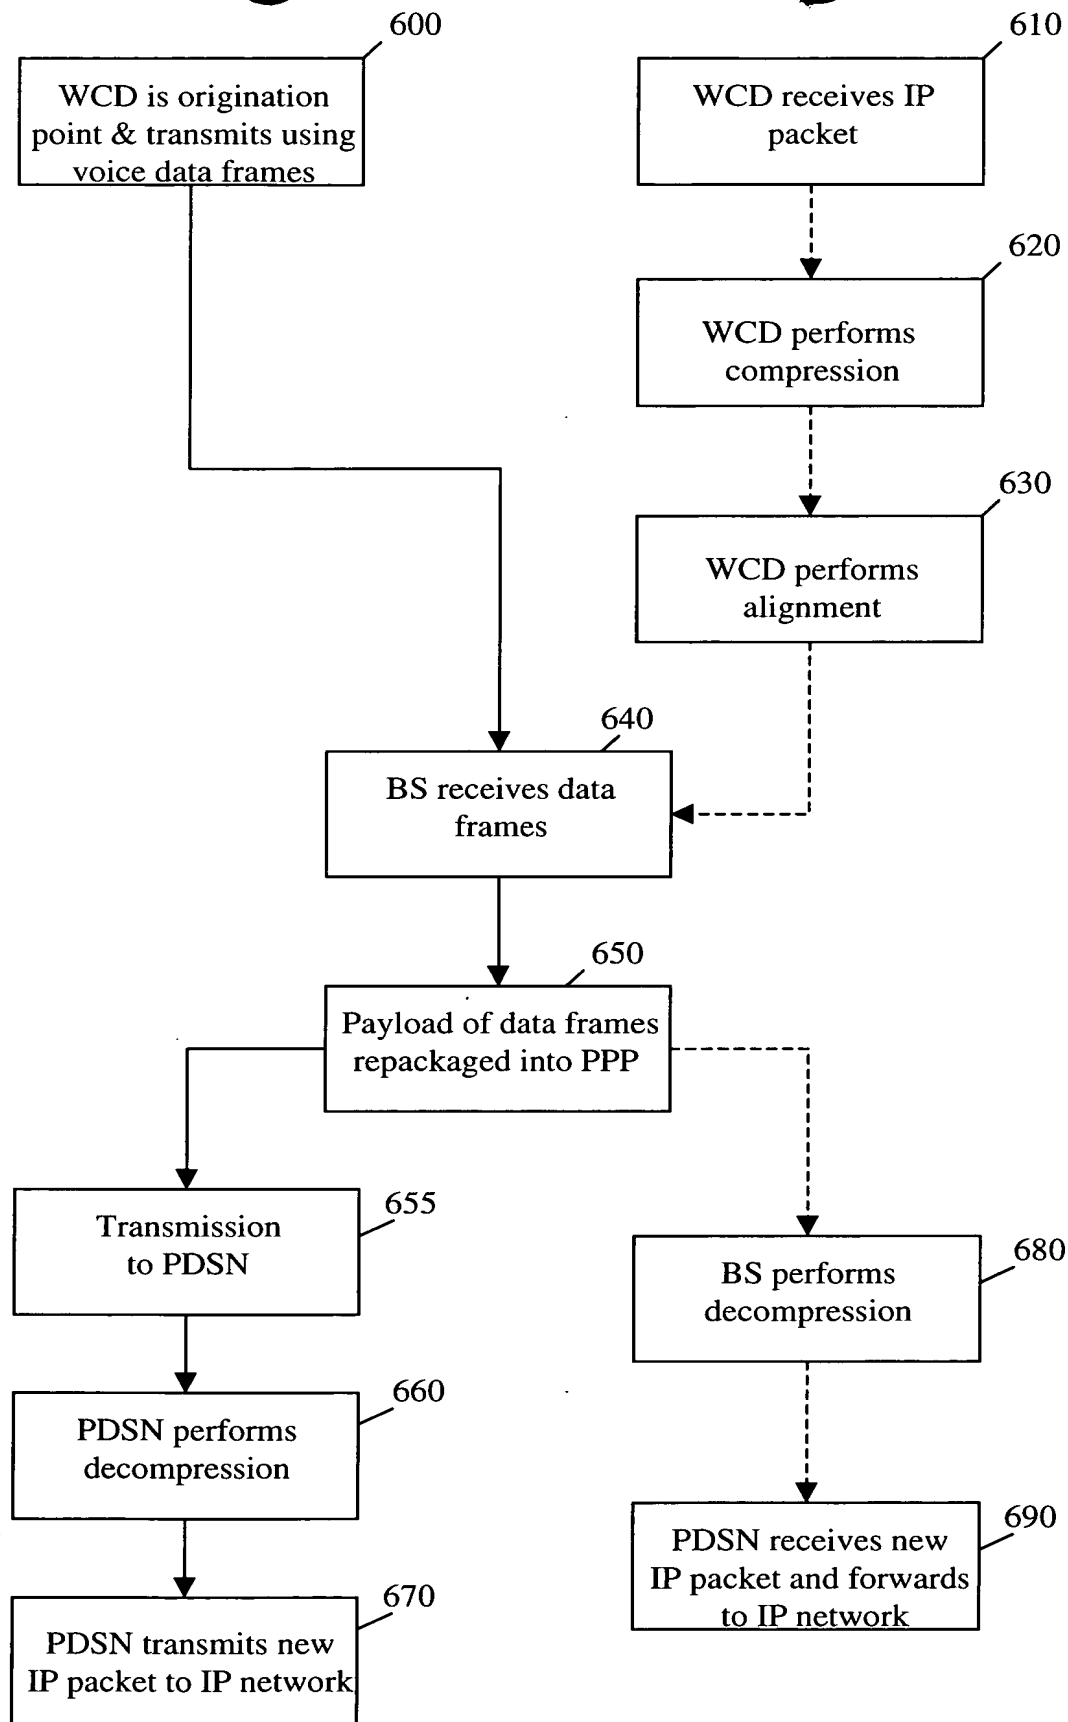 600
WCD is origination
point & transmits using
voice data frames
610
WCD receives IP
packet
620
WCD performs
compression
630
WCD performs
alignment
640
BS receives data
frames
650
Payload of data frames
repackaged into PPP
655
Transmission
to PDSN
680
BS performs
decompression
660
PDSN performs
decompression
690
PDSN receives new
IP packet and forwards
to IP network
670
PDSN transmits new
IP packet to IP network